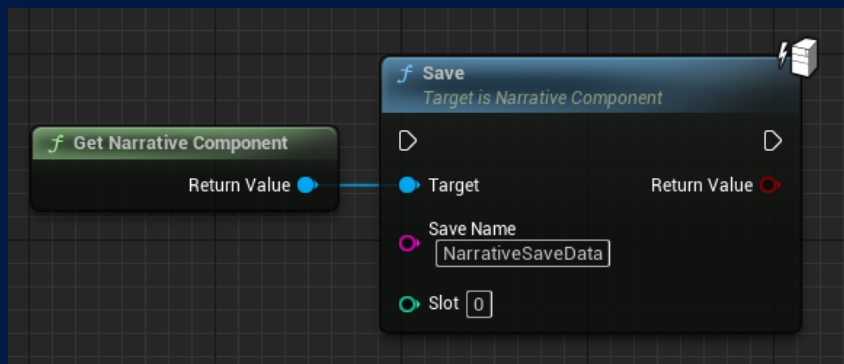 f Get Narrative Component
Return Value
f Save
Target is Narrative Component
Target
Return Value
Save Name
NarrativeSaveData
Slot 0